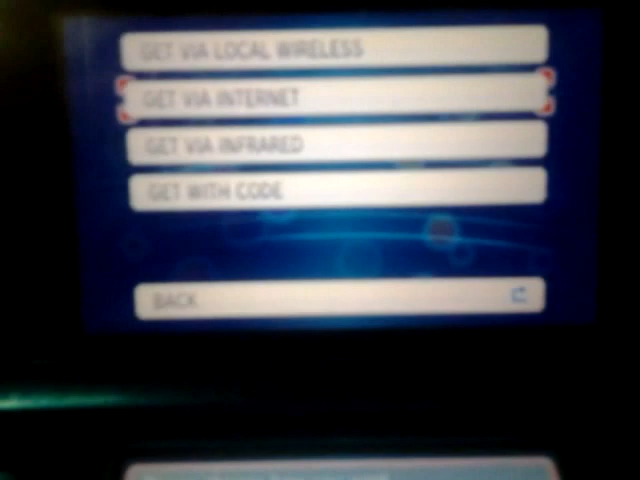 GET VIA LOCAL WIRELESS
GET VIA INTERNET
GET VIA INFRARED
GET WITH CODE
BACK